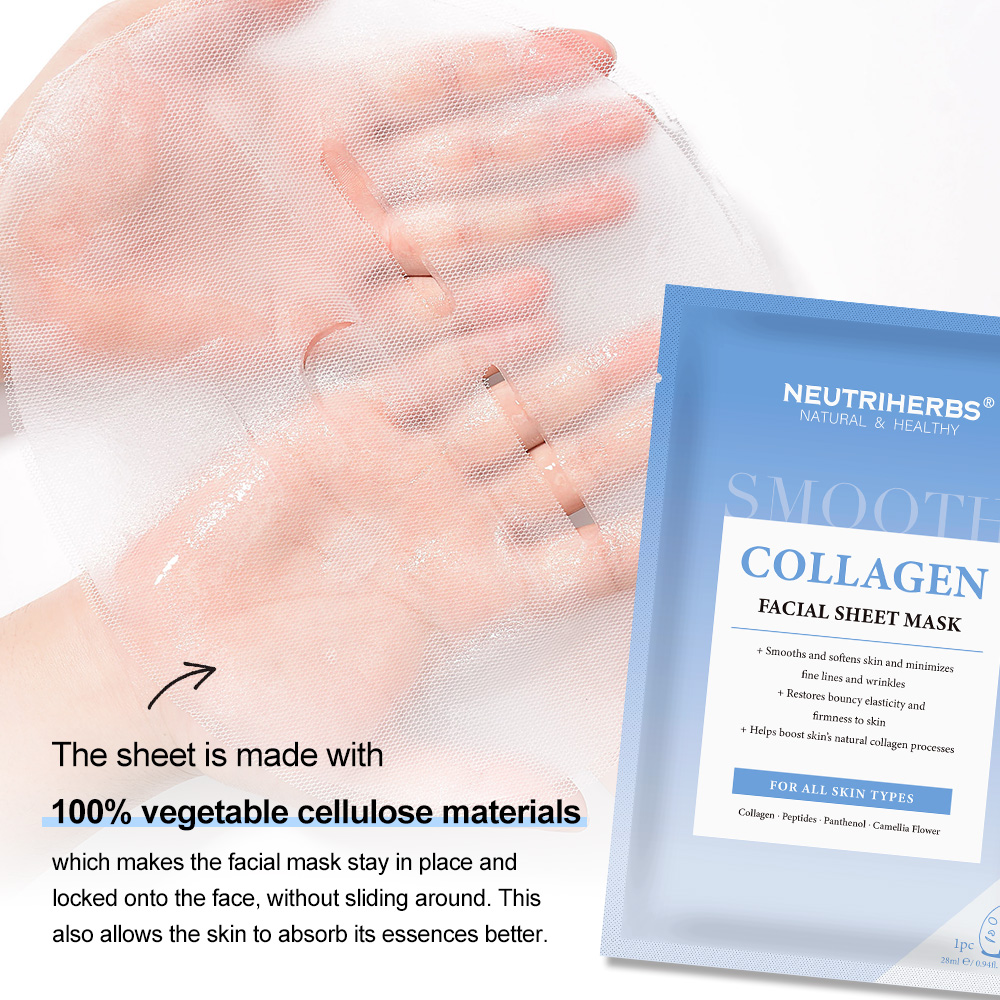 NEUTRIHERBS®
NATURAL & HEALTHY
SMOOTH
COLLAGEN
FACIAL SHEET MASK
+ Smooths and softens skin and minimizes
fine lines and wrinkles
+ Restores bouncy elasticity and
firmness to skin
+ Helps boost skin's natural collagen processes
FOR ALL SKIN TYPES
Collagen · Peptides · Panthenol · Camellia Flower
1pc
28ml ℮/ 0.94fl.
The sheet is made with
100% vegetable cellulose materials
which makes the facial mask stay in place and
locked onto the face, without sliding around. This
also allows the skin to absorb its essences better.